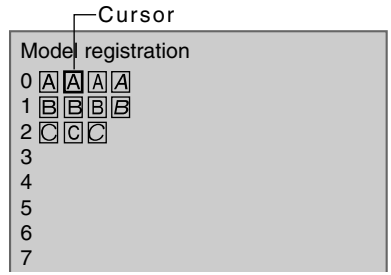 Cursor
Model registration
0 A A A A
1 B B B B
2 C C C
3
4
5
6
7